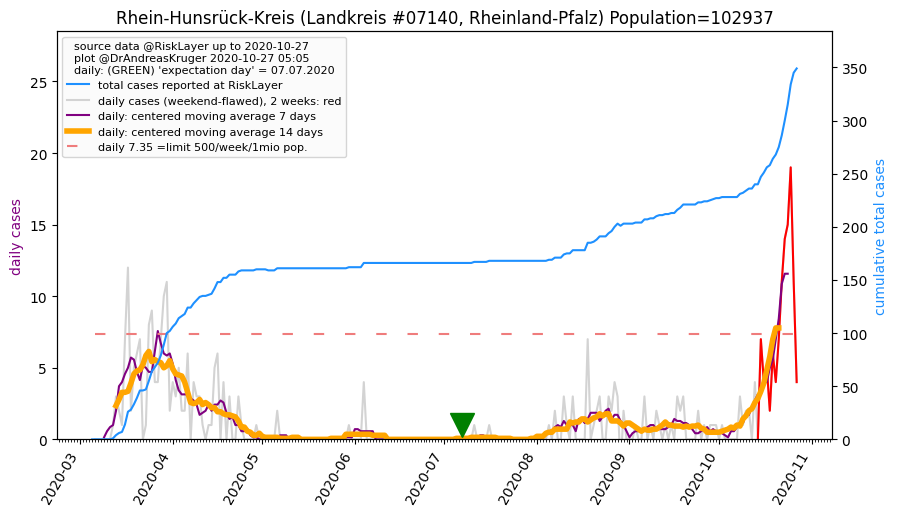 Rhein-Hunsrück-Kreis (Landkreis #07140, Rheinland-Pfalz) Population=102937
source data @RiskLayer up to 2020-10-27
plot @DrAndreasKruger 2020-10-27 05:05
daily: (GREEN) 'expectation day' = 07.07.2020
total cases reported at RiskLayer
daily cases (weekend-flawed), 2 weeks: red
daily: centered moving average 7 days
daily: centered moving average 14 days
daily 7.35 =limit 500/week/1mio pop.
daily cases
25
20
15
10
5
0
cumulative total cases
350
300
250
200
150
100
50
0
2020-03
2020-04
2020-05
2020-06
2020-07
2020-08
2020-09
2020-10
2020-11